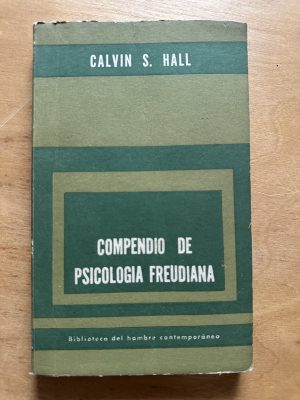 CALVIN S. HALL
COMPENDIO DE
PSICOLOGIA FREUDIANA
Biblioteca del hombre contemporáneo